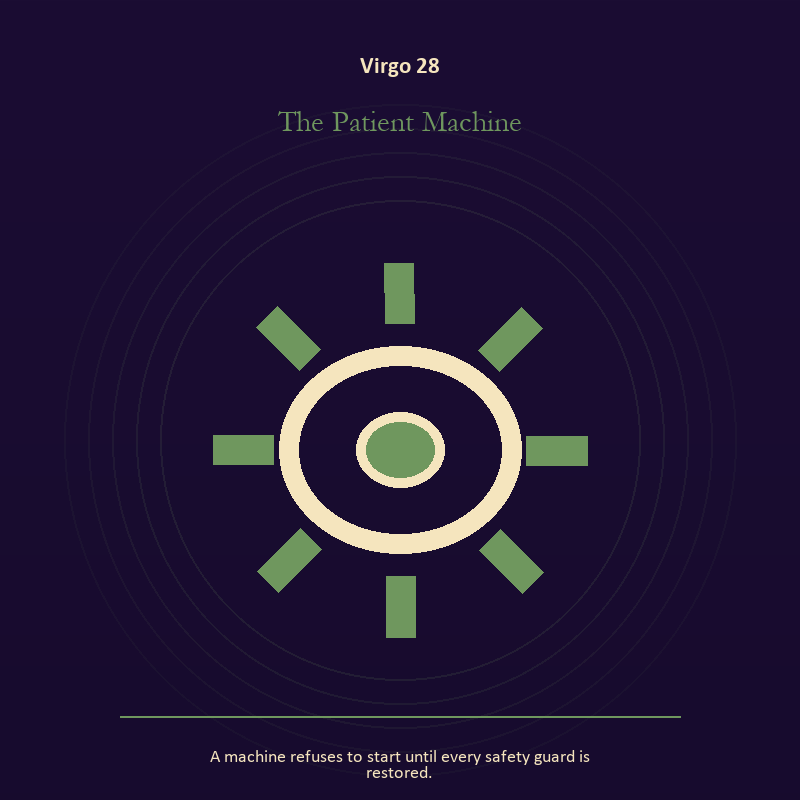 Virgo 28
The Patient Machine
A machine refuses to start until every safety guard is
restored.